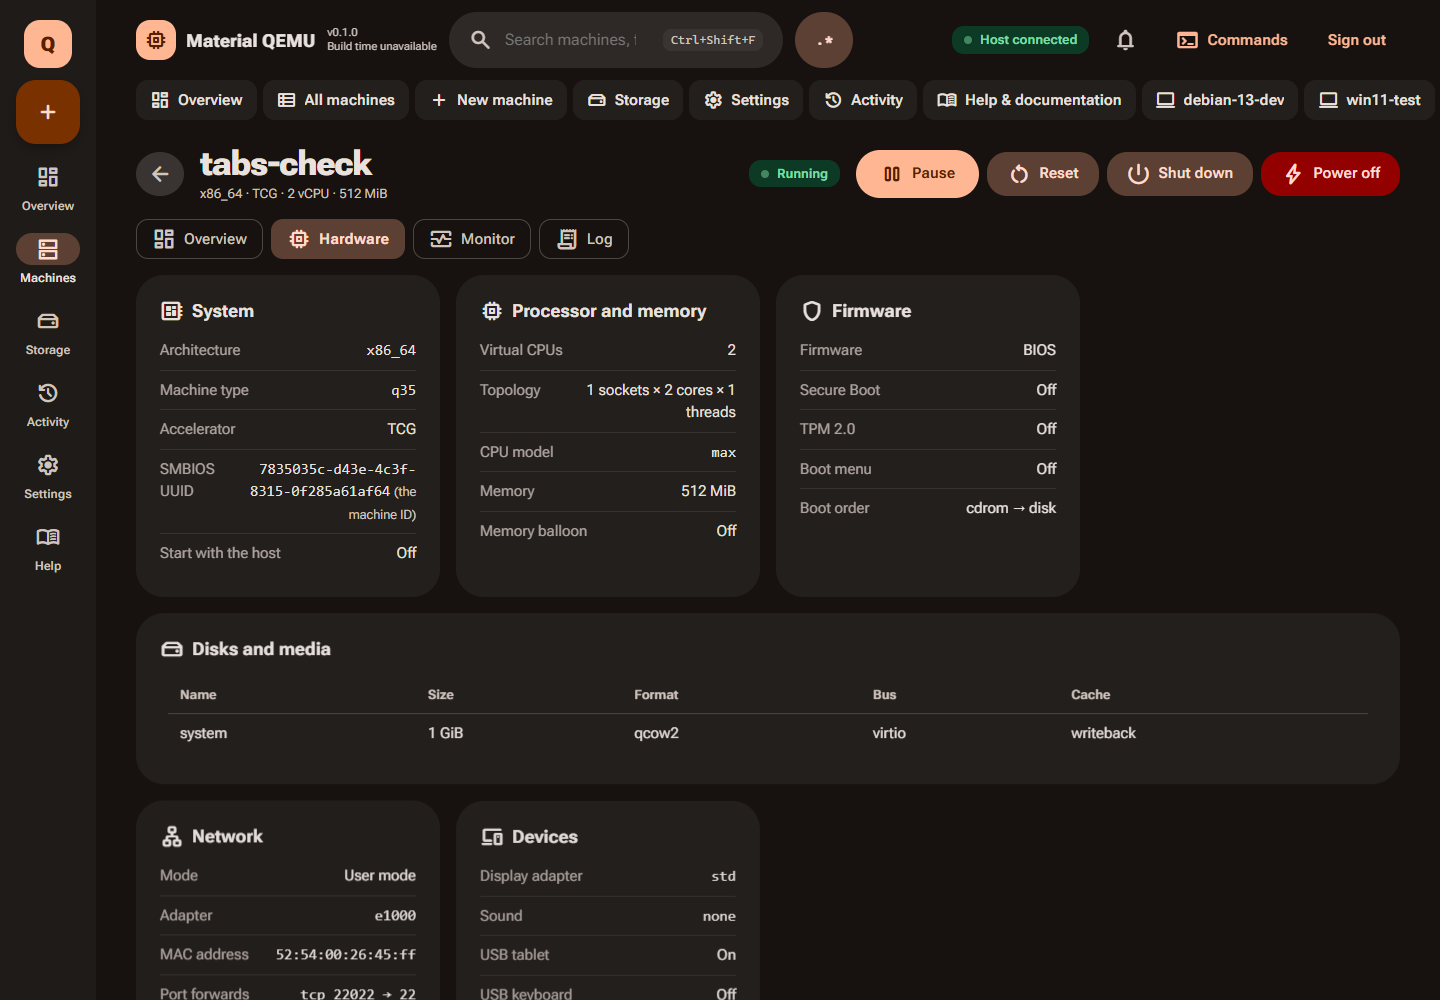 Q
Material QEMU
v0.1.0
Build time unavailable
Search machines,
Ctrl+Shift+F
.*
Host connected
Commands
Sign out
Overview
All machines
New machine
Storage
Settings
Activity
Help & documentation
debian-13-dev
win11-test
Overview
Machines
Storage
Activity
Settings
Help
tabs-check
x86_64 · TCG · 2 vCPU · 512 MiB
Running
Pause
Reset
Shut down
Power off
Overview
Hardware
Monitor
Log
System
Architecture x86_64
Machine type q35
Accelerator TCG
SMBIOS 7835035c-d43e-4c3f-
UUID 8315-0f285a61af64 (the
machine ID)
Start with the host Off
Processor and memory
Virtual CPUs 2
Topology 1 sockets × 2 cores × 1
threads
CPU model max
Memory 512 MiB
Memory balloon Off
Firmware
Firmware BIOS
Secure Boot Off
TPM 2.0 Off
Boot menu Off
Boot order cdrom → disk
Disks and media
Name Size Format Bus Cache
system 1 GiB qcow2 virtio writeback
Network
Mode User mode
Adapter e1000
MAC address 52:54:00:26:45:ff
Port forwards tcp 22022 → 22
Devices
Display adapter std
Sound none
USB tablet On
USB keyboard Off